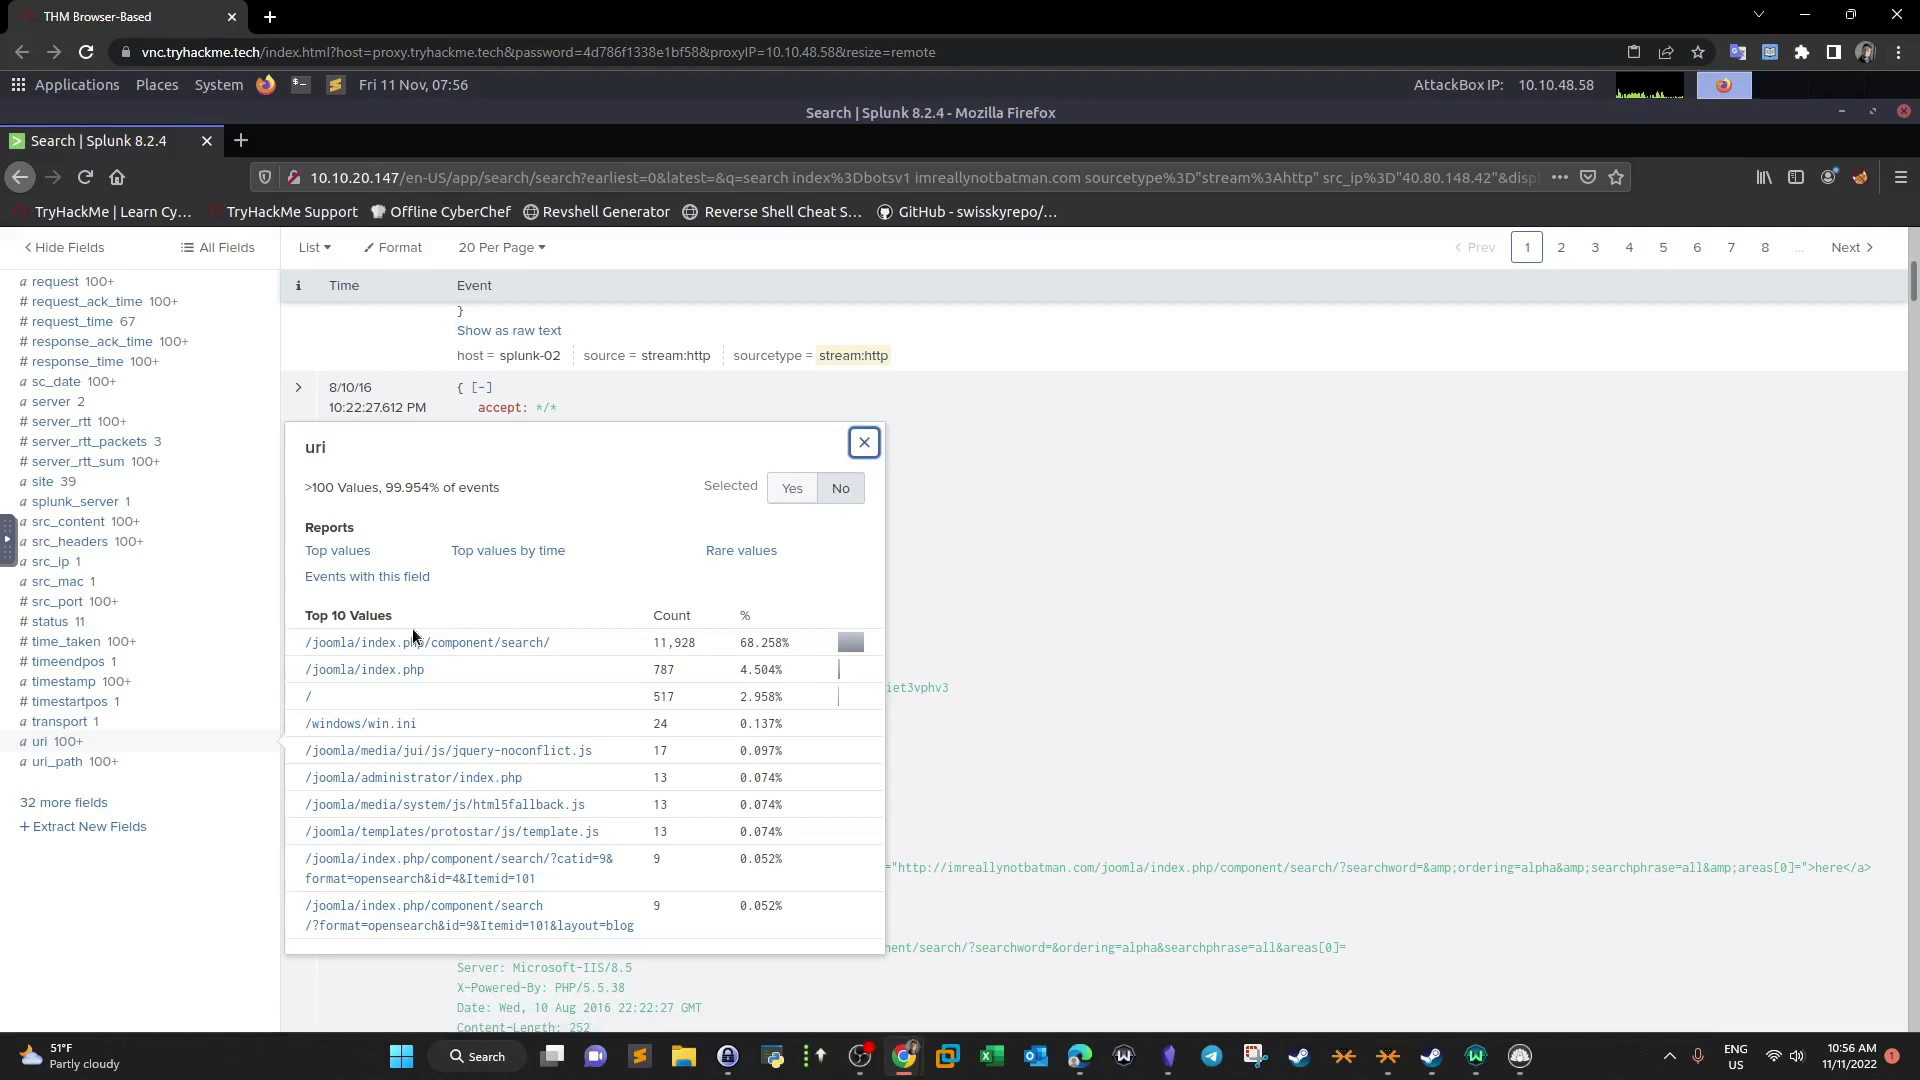 THM Browser-Based
vnc.tryhackme.tech/index.html?host=proxy.tryhackme.tech&password=4d786f1338e1bf58&proxyIP=10.10.48.58&resize=remote
Applications Places System Fri 11 Nov, 07:56 AttackBox IP: 10.10.48.58
Search | Splunk 8.2.4 - Mozilla Firefox
Search | Splunk 8.2.4
10.10.20.147/en-US/app/search/search?earliest=0&latest=&q=search index%3Dbotsv1 imreallynotbatman.com sourcetype%3D"stream%3Ahttp" src_ip%3D"40.80.148.42"&displ
TryHackMe | Learn Cy… TryHackMe Support Offline CyberChef Revshell Generator Reverse Shell Cheat S… GitHub - swisskyrepo/…
< Hide Fields All Fields List Format 20 Per Page < Prev 1 2 3 4 5 6 7 8 ... Next >
i Time Event
a request 100+
# request_ack_time 100+
# request_time 67
# response_ack_time 100+
# response_time 100+
a sc_date 100+
a server 2
# server_rtt 100+
# server_rtt_packets 3
# server_rtt_sum 100+
a site 39
a splunk_server 1
a src_content 100+
a src_headers 100+
a src_ip 1
a src_mac 1
# src_port 100+
# status 11
# time_taken 100+
# timeendpos 1
a timestamp 100+
# timestartpos 1
a transport 1
a uri 100+
a uri_path 100+
32 more fields
+ Extract New Fields
}
Show as raw text
host = splunk-02 source = stream:http sourcetype = stream:http
8/10/16 { [-]
10:22:27.612 PM accept: */*
uri
>100 Values, 99.954% of events Selected Yes No
Reports
Top values Top values by time Rare values
Events with this field
Top 10 Values Count %
/joomla/index.php/component/search/ 11,928 68.258%
/joomla/index.php 787 4.504%
/ 517 2.958%
/windows/win.ini 24 0.137%
/joomla/media/jui/js/jquery-noconflict.js 17 0.097%
/joomla/administrator/index.php 13 0.074%
/joomla/media/system/js/html5fallback.js 13 0.074%
/joomla/templates/protostar/js/template.js 13 0.074%
/joomla/index.php/component/search/?catid=9& 9 0.052%
format=opensearch&id=4&Itemid=101
/joomla/index.php/component/search 9 0.052%
/?format=opensearch&id=9&Itemid=101&layout=blog
iet3vphv3
="http://imreallynotbatman.com/joomla/index.php/component/search/?searchword=&amp;ordering=alpha&amp;searchphrase=all&amp;areas[0]=">here</a>
nent/search/?searchword=&ordering=alpha&searchphrase=all&areas[0]=
Server: Microsoft-IIS/8.5
X-Powered-By: PHP/5.5.38
Date: Wed, 10 Aug 2016 22:22:27 GMT
Content-Length: 252
51°F
Partly cloudy
Search
ENG
US
10:56 AM
11/11/2022
1